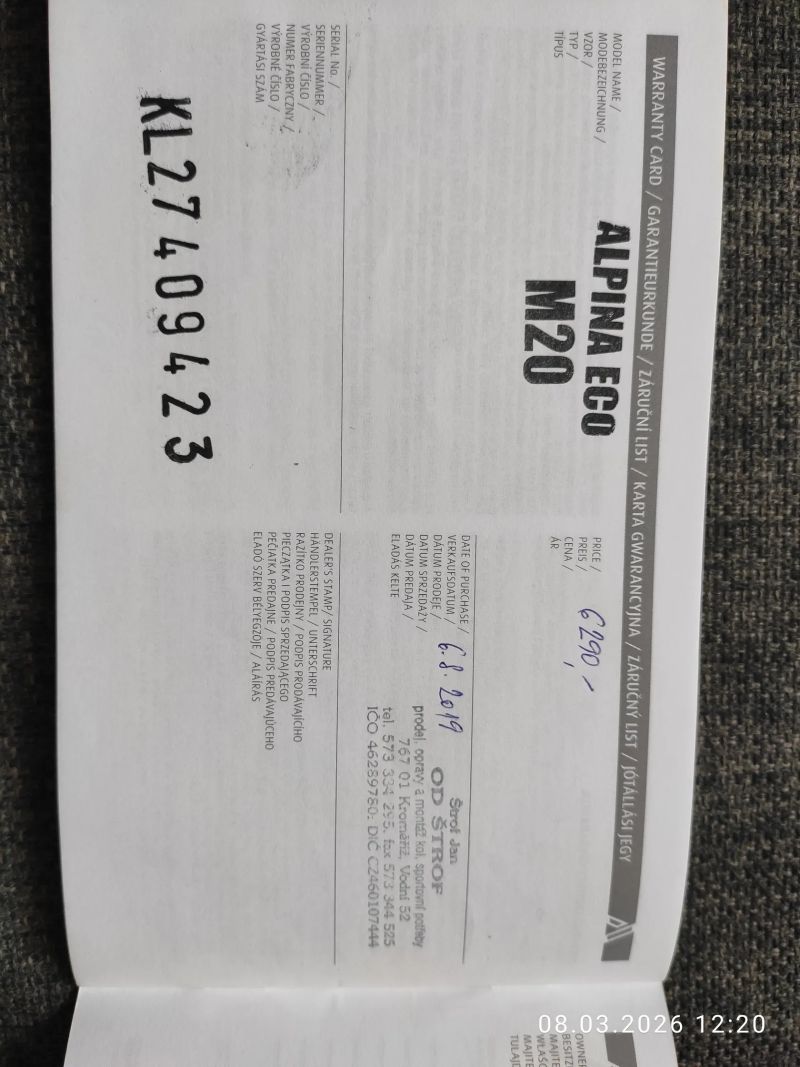 WARRANTY CARD / GARANTIEURKUNDE / ZÁRUČNÍ LIST / KARTA GWARANCYJNA / ZÁRUČNÝ LIST / JÓTÁLLÁSI JEGY
MODEL NAME /
MODEBEZEICHNUNG /
VZOR /
TYP /
TÍPUS
ALPINA ECO
M20
SERIAL No. /
SERIENNUMMER /
VÝROBNÍ ČÍSLO /
NUMER FABRYCZNY /
VÝROBNÉ ČÍSLO /
GYÁRTÁSI SZÁM
KL27409423
PRICE /
PREIS /
CENA /
ÁR
6290,-
DATE OF PURCHASE /
VERKAUFSDATUM /
DÁTUM PRODEJE /
DATUM SPRZEDAŻY /
DÁTUM PREDAJA /
ELADÁS KELTE
6.8.2019
Štrof Jan
OD ŠTROF
prodej, opravy a montáž kol, sportovní potřeby
767 01 Kroměříž, Vodní 52
tel. 573 334 295, fax 573 344 525
IČO 46289780, DIČ CZ460107444
DEALER'S STAMP/ SIGNATURE
HÄNDLERSTEMPEL / UNTERSCHRIFT
RAZÍTKO PRODEJNY / PODPIS PRODÁVAJÍCÍHO
PIECZĄTKA I PODPIS SPRZEDAJĄCEGO
PEČIATKA PREDAJNE / PODPIS PREDÁVAJÚCEHO
ELADÓ SZERV BÉLYEGZÖJE / ALÁÍRÁS
08.03.2026 12:20